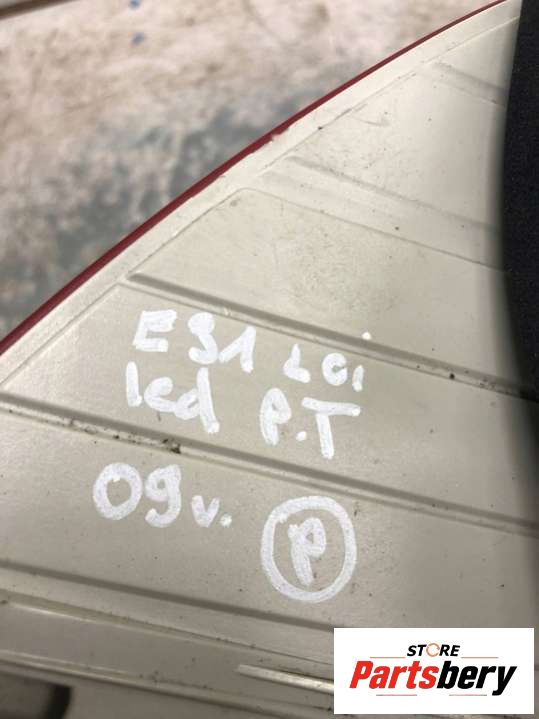 E91 LCi
led P.T
09v. P
STORE
Partsbery